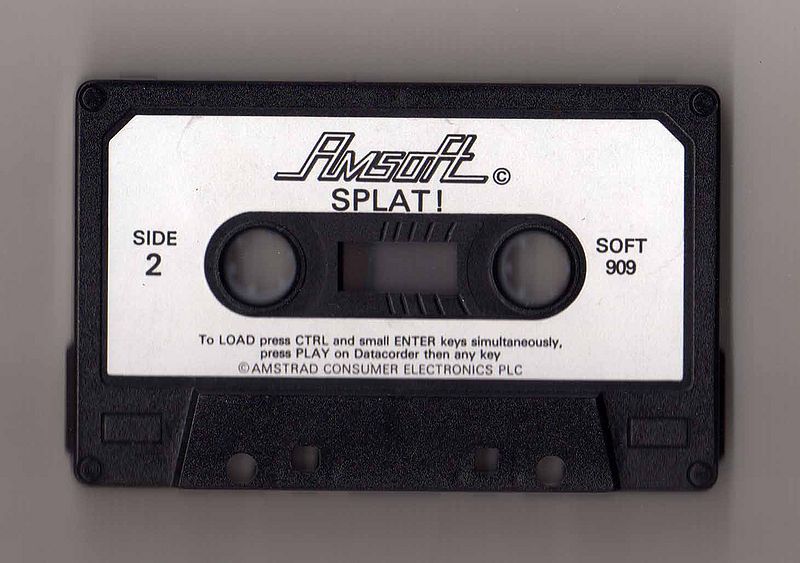 Amsoft ©
SPLAT!
SIDE
2
SOFT
909
To LOAD press CTRL and small ENTER keys simultaneously,
press PLAY on Datacorder then any key
©AMSTRAD CONSUMER ELECTRONICS PLC